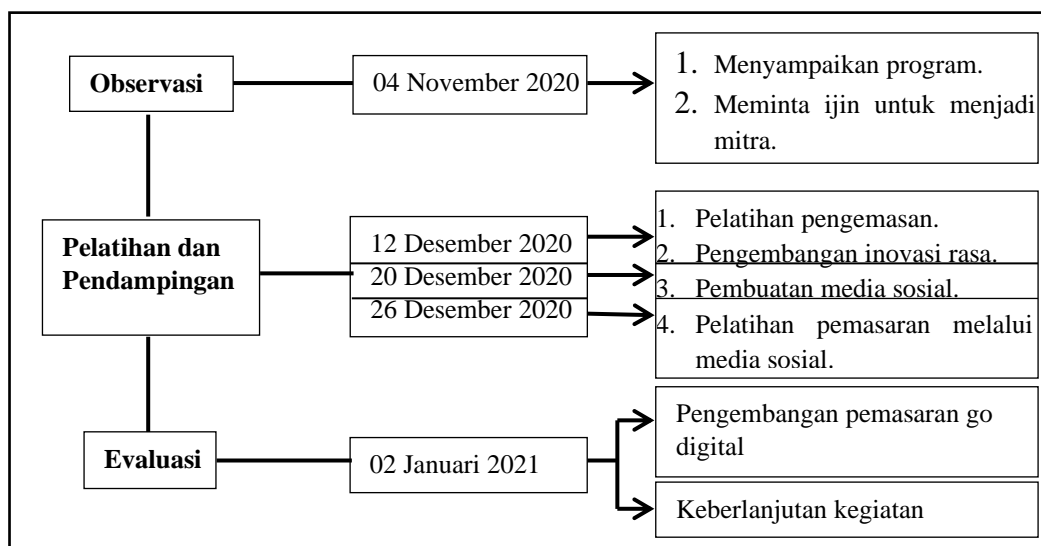 Observasi
04 November 2020
1. Menyampaikan program.
2. Meminta ijin untuk menjadi
mitra.
Pelatihan dan
Pendampingan
12 Desember 2020
20 Desember 2020
26 Desember 2020
1. Pelatihan pengemasan.
2. Pengembangan inovasi rasa.
3. Pembuatan media sosial.
4. Pelatihan pemasaran melalui
media sosial.
Evaluasi
02 Januari 2021
Pengembangan pemasaran go
digital
Keberlanjutan kegiatan